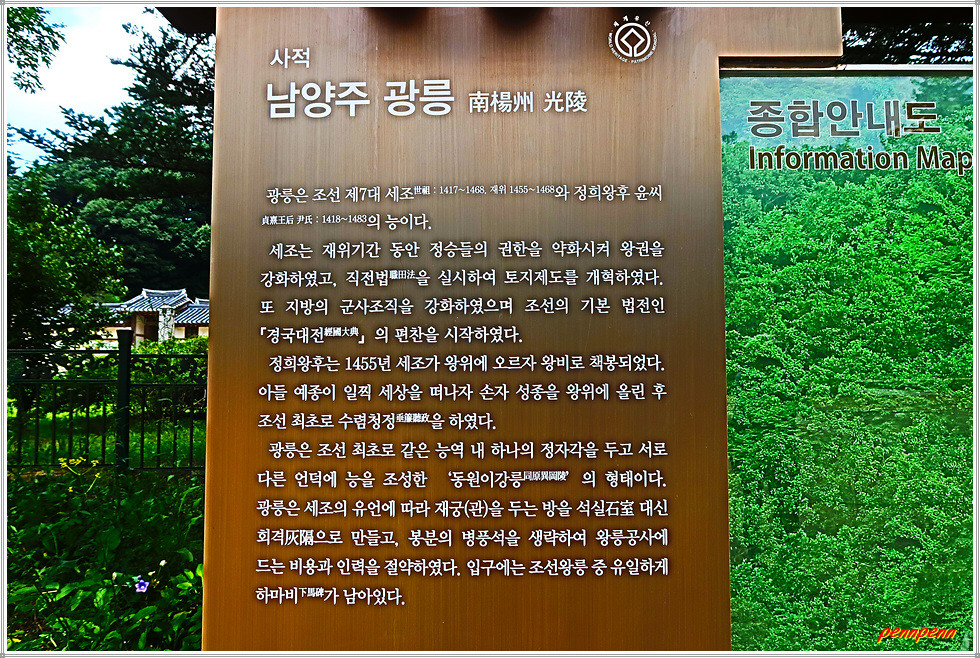 사적
남양주 광릉 南楊州 光陵
광릉은 조선 제7대 세조世祖 : 1417~1468, 재위 1455~1468와 정희왕후 윤씨
貞熹王后 尹氏 : 1418~1483의 능이다.
세조는 재위기간 동안 정승들의 권한을 약화시켜 왕권을
강화하였고, 직전법職田法을 실시하여 토지제도를 개혁하였다.
또 지방의 군사조직을 강화하였으며 조선의 기본 법전인
『경국대전經國大典』의 편찬을 시작하였다.
정희왕후는 1455년 세조가 왕위에 오르자 왕비로 책봉되었다.
아들 예종이 일찍 세상을 떠나자 손자 성종을 왕위에 올린 후
조선 최초로 수렴청정垂簾聽政을 하였다.
광릉은 조선 최초로 같은 능역 내 하나의 정자각을 두고 서로
다른 언덕에 능을 조성한 ‘동원이강릉同原異岡陵’의 형태이다.
광릉은 세조의 유언에 따라 재궁(관)을 두는 방을 석실石室 대신
회격灰隔으로 만들고, 봉분의 병풍석을 생략하여 왕릉공사에
드는 비용과 인력을 절약하였다. 입구에는 조선왕릉 중 유일하게
하마비下馬碑가 남아있다.
세계유산
WORLD HERITAGE · PATRIMOINE MONDIAL
종합안내도
Information Map
pennpenn